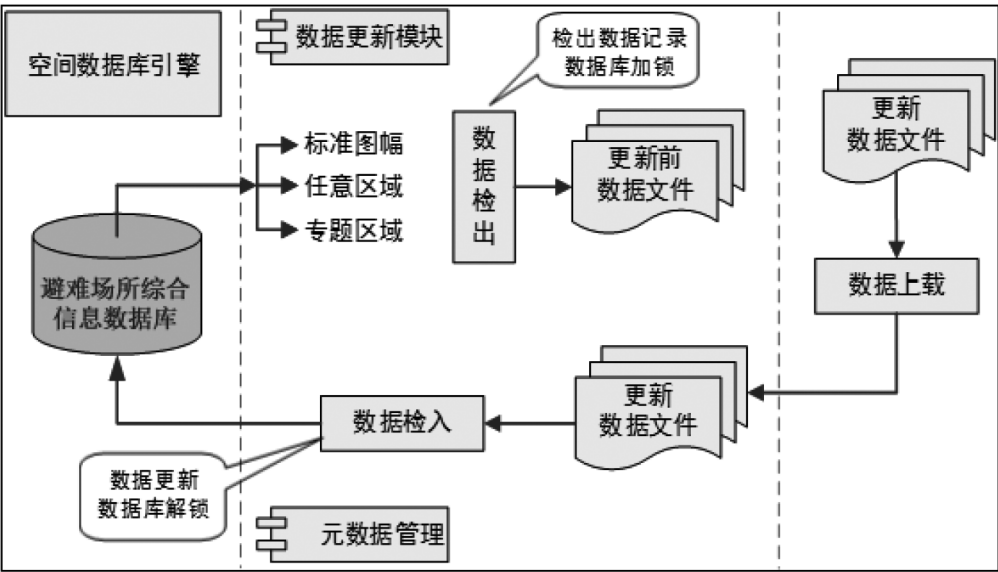 空间数据库引擎
数据更新模块
检出数据记录
数据库加锁
更新
数据文件
标准图幅
任意区域
专题区域
数
据
检
出
更新前
数据文件
避难场所综合
信息数据库
数据上载
更新
数据文件
数据检入
数据更新
数据库解锁
元数据管理